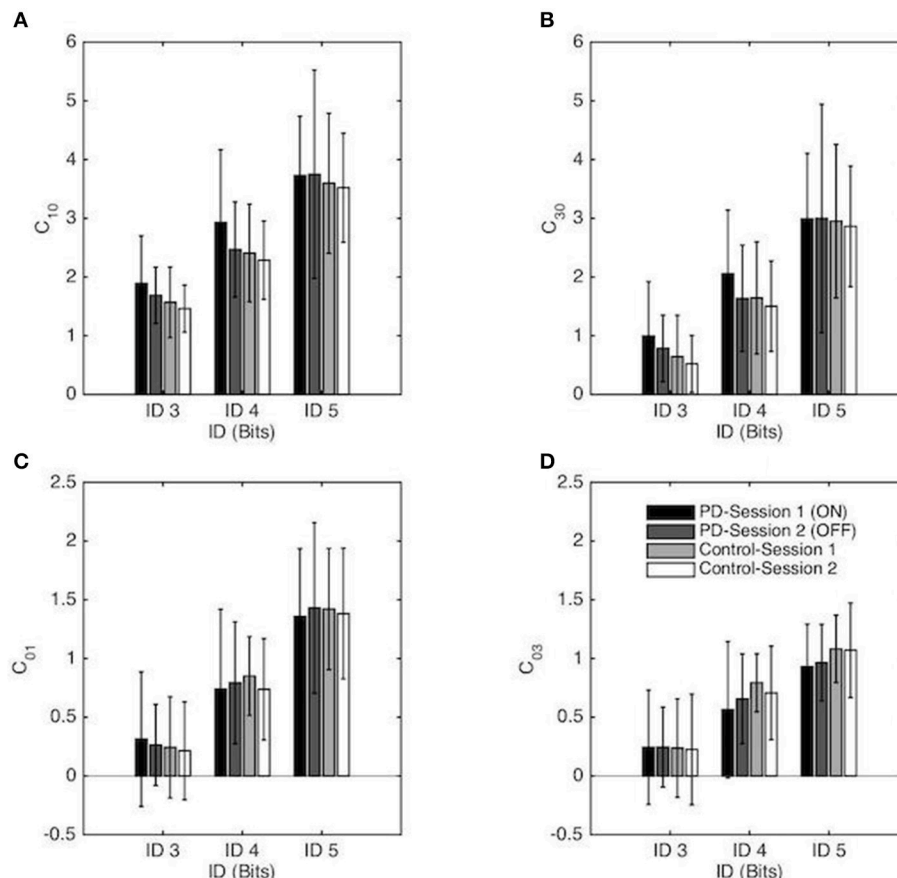 A
6
5
4
3
2
1
0
C10
ID 3 ID 4 ID 5
ID (Bits)
B
6
5
4
3
2
1
0
C30
ID 3 ID 4 ID 5
ID (Bits)
C
2.5
2
1.5
1
0.5
0
-0.5
C01
ID 3 ID 4 ID 5
ID (Bits)
D
2.5
2
1.5
1
0.5
0
-0.5
C03
PD-Session 1 (ON)
PD-Session 2 (OFF)
Control-Session 1
Control-Session 2
ID 3 ID 4 ID 5
ID (Bits)